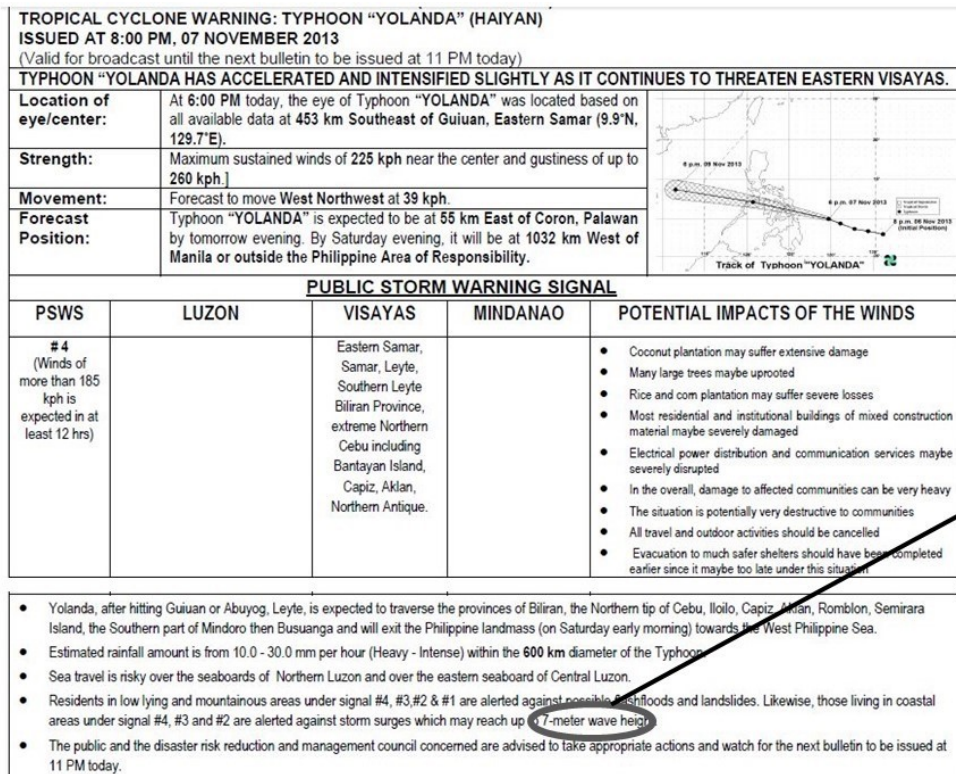 TROPICAL CYCLONE WARNING: TYPHOON “YOLANDA” (HAIYAN)
ISSUED AT 8:00 PM, 07 NOVEMBER 2013
(Valid for broadcast until the next bulletin to be issued at 11 PM today)
TYPHOON “YOLANDA HAS ACCELERATED AND INTENSIFIED SLIGHTLY AS IT CONTINUES TO THREATEN EASTERN VISAYAS.
Location of eye/center:
At 6:00 PM today, the eye of Typhoon “YOLANDA” was located based on
all available data at 453 km Southeast of Guiuan, Eastern Samar (9.9°N,
129.7°E).
Strength:
Maximum sustained winds of 225 kph near the center and gustiness of up to
260 kph.]
Movement:
Forecast to move West Northwest at 39 kph.
Forecast
Position:
Typhoon “YOLANDA” is expected to be at 55 km East of Coron, Palawan
by tomorrow evening. By Saturday evening, it will be at 1032 km West of
Manila or outside the Philippine Area of Responsibility.
6 p.m. 09 Nov 2013
6 p.m. 07 Nov 2013
(Initial Position)
Track of Typhoon "YOLANDA"
PUBLIC STORM WARNING SIGNAL
PSWS LUZON VISAYAS MINDANAO POTENTIAL IMPACTS OF THE WINDS
# 4
(Winds of
more than 185
kph is
expected in at
least 12 hrs)
Eastern Samar,
Samar, Leyte,
Southern Leyte
Biliran Province,
extreme Northern
Cebu including
Bantayan Island,
Capiz, Aklan,
Northern Antique.
● Coconut plantation may suffer extensive damage
● Many large trees maybe uprooted
● Rice and corn plantation may suffer severe losses
● Most residential and institutional buildings of mixed construction
material maybe severely damaged
● Electrical power distribution and communication services maybe
severely disrupted
● In the overall, damage to affected communities can be very heavy
● The situation is potentially very destructive to communities
● All travel and outdoor activities should be cancelled
● Evacuation to much safer shelters should have been completed
earlier since it maybe too late under this situation
● Yolanda, after hitting Guiuan or Abuyog, Leyte, is expected to traverse the provinces of Biliran, the Northern tip of Cebu, Iloilo, Capiz, Aklan, Romblon, Semirara
Island, the Southern part of Mindoro then Busuanga and will exit the Philippine landmass (on Saturday early morning) towards the West Philippine Sea.
● Estimated rainfall amount is from 10.0 - 30.0 mm per hour (Heavy - Intense) within the 600 km diameter of the Typhoon.
● Sea travel is risky over the seaboards of Northern Luzon and over the eastern seaboard of Central Luzon.
● Residents in low lying and mountainous areas under signal #4, #3,#2 & #1 are alerted against possible flashfloods and landslides. Likewise, those living in coastal
areas under signal #4, #3 and #2 are alerted against storm surges which may reach up to 7-meter wave height.
● The public and the disaster risk reduction and management council concerned are advised to take appropriate actions and watch for the next bulletin to be issued at
11 PM today.